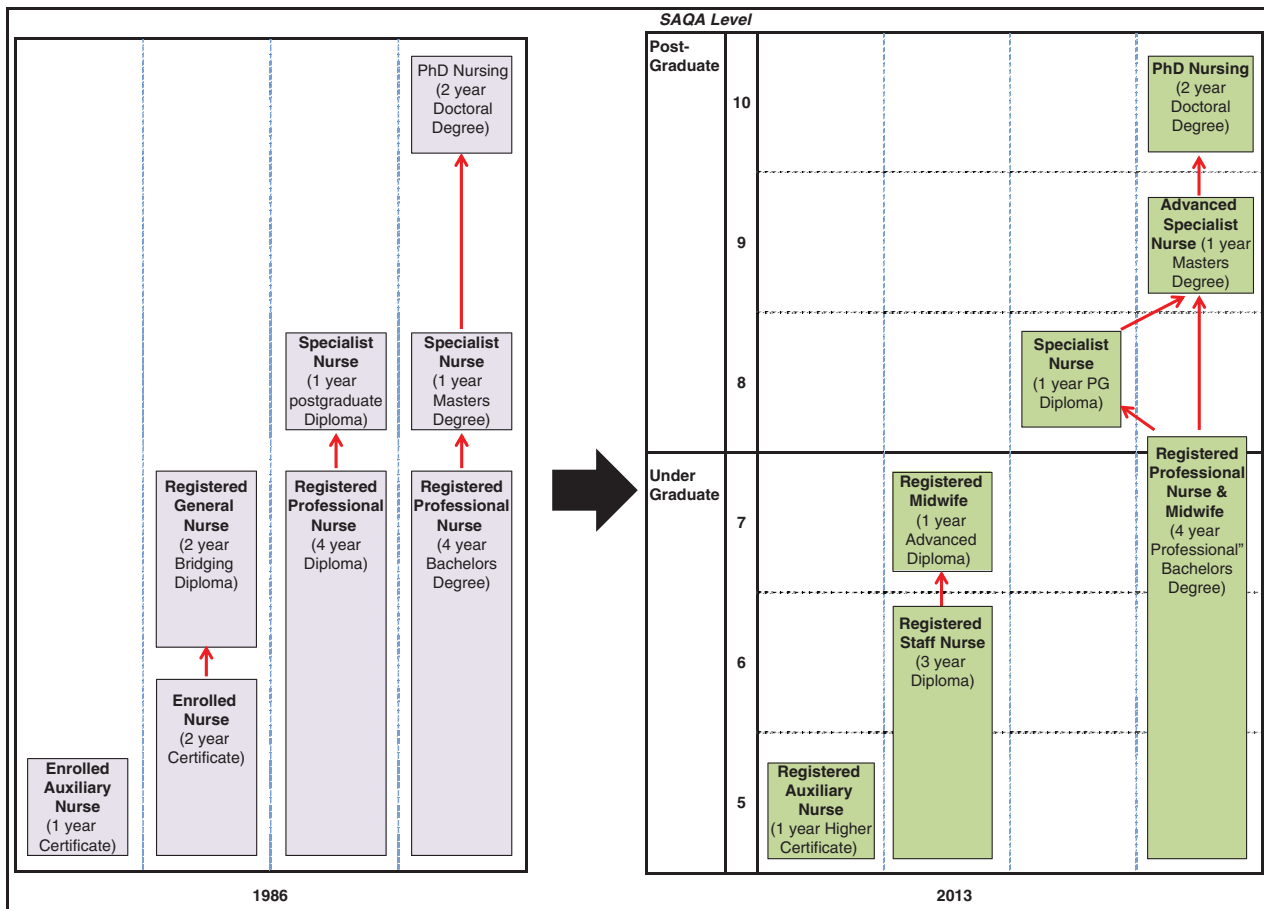 SAQA Level
PhD Nursing
(2 year
Doctoral
Degree)
Specialist
Nurse
(1 year
postgraduate
Diploma)
Specialist
Nurse
(1 year
Masters
Degree)
Registered
General
Nurse
(2 year
Bridging
Diploma)
Registered
Professional
Nurse
(4 year
Diploma)
Registered
Professional
Nurse
(4 year
Bachelors
Degree)
Enrolled
Nurse
(2 year
Certificate)
Enrolled
Auxiliary
Nurse
(1 year
Certificate)
1986
Post-
Graduate
10
PhD Nursing
(2 year
Doctoral
Degree)
9
Advanced
Specialist
Nurse (1 year
Masters
Degree)
8
Specialist
Nurse
(1 year PG
Diploma)
Under
Graduate
7
Registered
Midwife
(1 year
Advanced
Diploma)
Registered
Professional
Nurse &
Midwife
(4 year
Professional”
Bachelors
Degree)
6
Registered
Staff Nurse
(3 year
Diploma)
5
Registered
Auxiliary
Nurse
(1 year Higher
Certificate)
2013